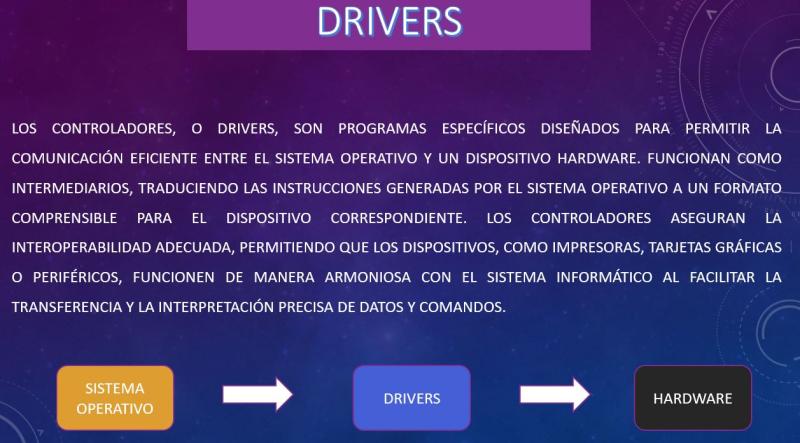 DRIVERS
LOS CONTROLADORES, O DRIVERS, SON PROGRAMAS ESPECÍFICOS DISEÑADOS PARA PERMITIR LA
COMUNICACIÓN EFICIENTE ENTRE EL SISTEMA OPERATIVO Y UN DISPOSITIVO HARDWARE. FUNCIONAN COMO
INTERMEDIARIOS, TRADUCIENDO LAS INSTRUCCIONES GENERADAS POR EL SISTEMA OPERATIVO A UN FORMATO
COMPRENSIBLE PARA EL DISPOSITIVO CORRESPONDIENTE. LOS CONTROLADORES ASEGURAN LA
INTEROPERABILIDAD ADECUADA, PERMITIENDO QUE LOS DISPOSITIVOS, COMO IMPRESORAS, TARJETAS GRÁFICAS
O PERIFÉRICOS, FUNCIONEN DE MANERA ARMONIOSA CON EL SISTEMA INFORMÁTICO AL FACILITAR LA
TRANSFERENCIA Y LA INTERPRETACIÓN PRECISA DE DATOS Y COMANDOS.
SISTEMA
OPERATIVO
DRIVERS
HARDWARE